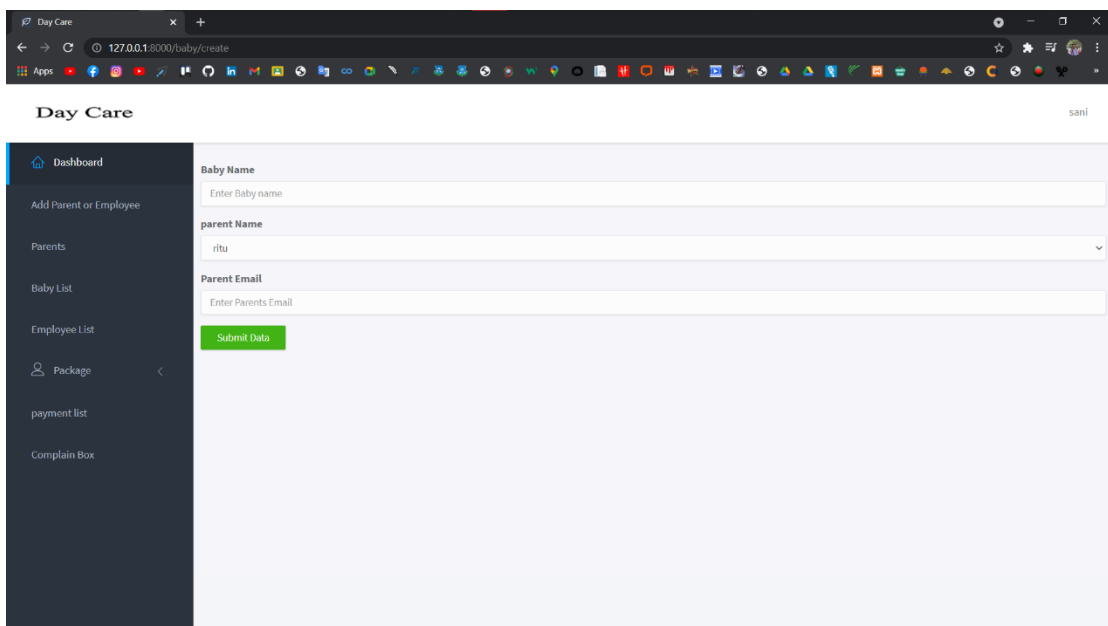 Day Care
127.0.0.1:8000/baby/create
Apps
Day Care
sani
Dashboard
Add Parent or Employee
Parents
Baby List
Employee List
Package
payment list
Complain Box
Baby Name
Enter Baby name
parent Name
ritu
Parent Email
Enter Parents Email
Submit Data